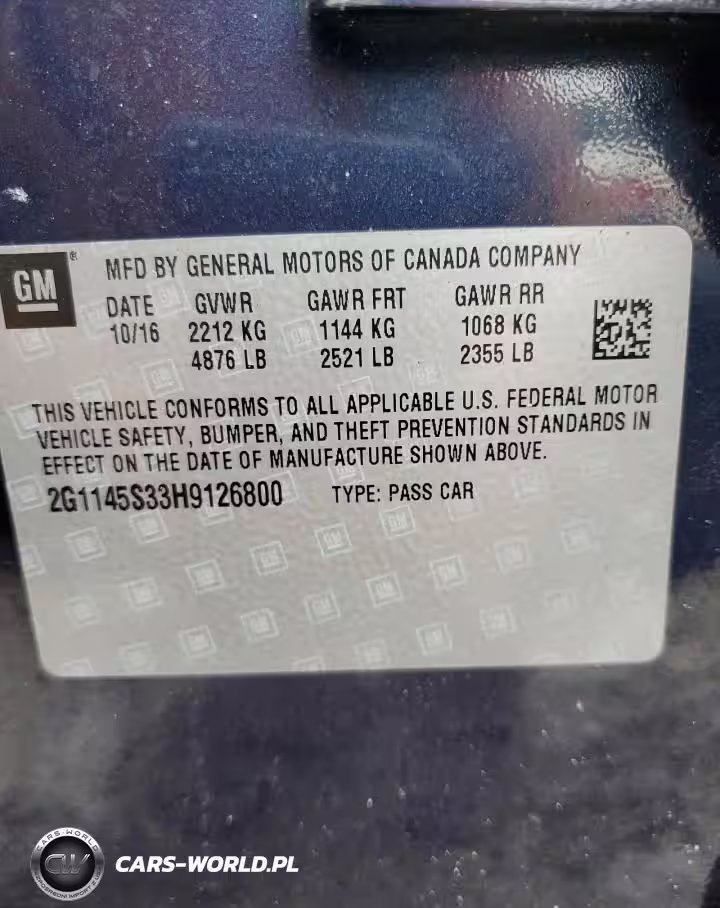 GM®
MFD BY GENERAL MOTORS OF CANADA COMPANY
DATE GVWR GAWR FRT GAWR RR
10/16 2212 KG 1144 KG 1068 KG
4876 LB 2521 LB 2355 LB
THIS VEHICLE CONFORMS TO ALL APPLICABLE U.S. FEDERAL MOTOR
VEHICLE SAFETY, BUMPER, AND THEFT PREVENTION STANDARDS IN
EFFECT ON THE DATE OF MANUFACTURE SHOWN ABOVE.
2G1145S33H9126800 TYPE: PASS CAR
CARS-WORLD
CW
CARS-WORLD.PL